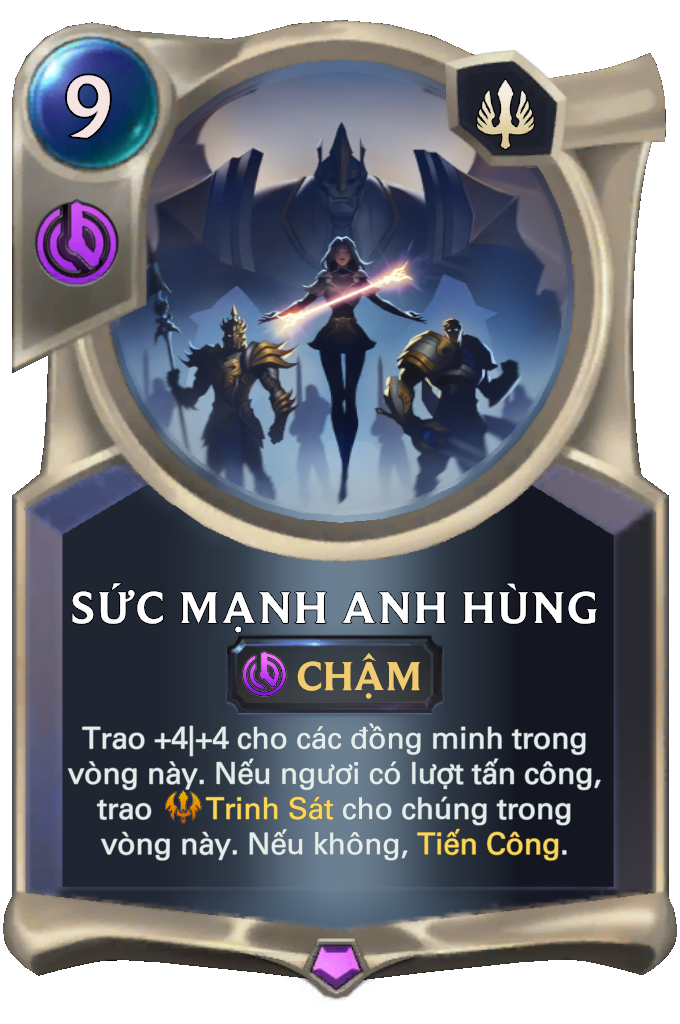 9
SỨC MẠNH ANH HÙNG
CHẬM
Trao +4|+4 cho các đồng minh trong
vòng này. Nếu ngươi có lượt tấn công,
trao Trinh Sát cho chúng trong
vòng này. Nếu không, Tiến Công.